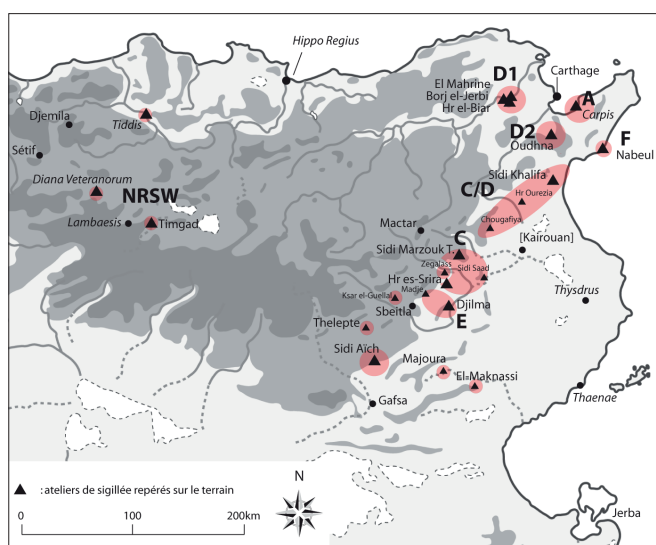 Hippo Regius
D1
Carthage
El Mahrine
Borj el-Jerbi
Hr el-Biar
A
Carpis
Djemila
Tiddis
D2
Oudhna
F
Nabeul
Sétif
Sidi Khalifa
Diana Veteranorum
NRSW
C/D
Hr Ourezia
Lambaesis
Timgad
Mactar
Chougafiya
C
Sidi Marzouk T.
[Kairouan]
Zegalass
Sidi Saad
Hr es-Srira
Madjē
Ksar el-Guellal
Thysdrus
Sbeïtla
Djilma
E
Thelepte
Sidi Aïch
Majoura
El-Maknassi
Thaenae
Gafsa
N
: ateliers de sigillée repérés sur le terrain
0 100 200km
Jerba